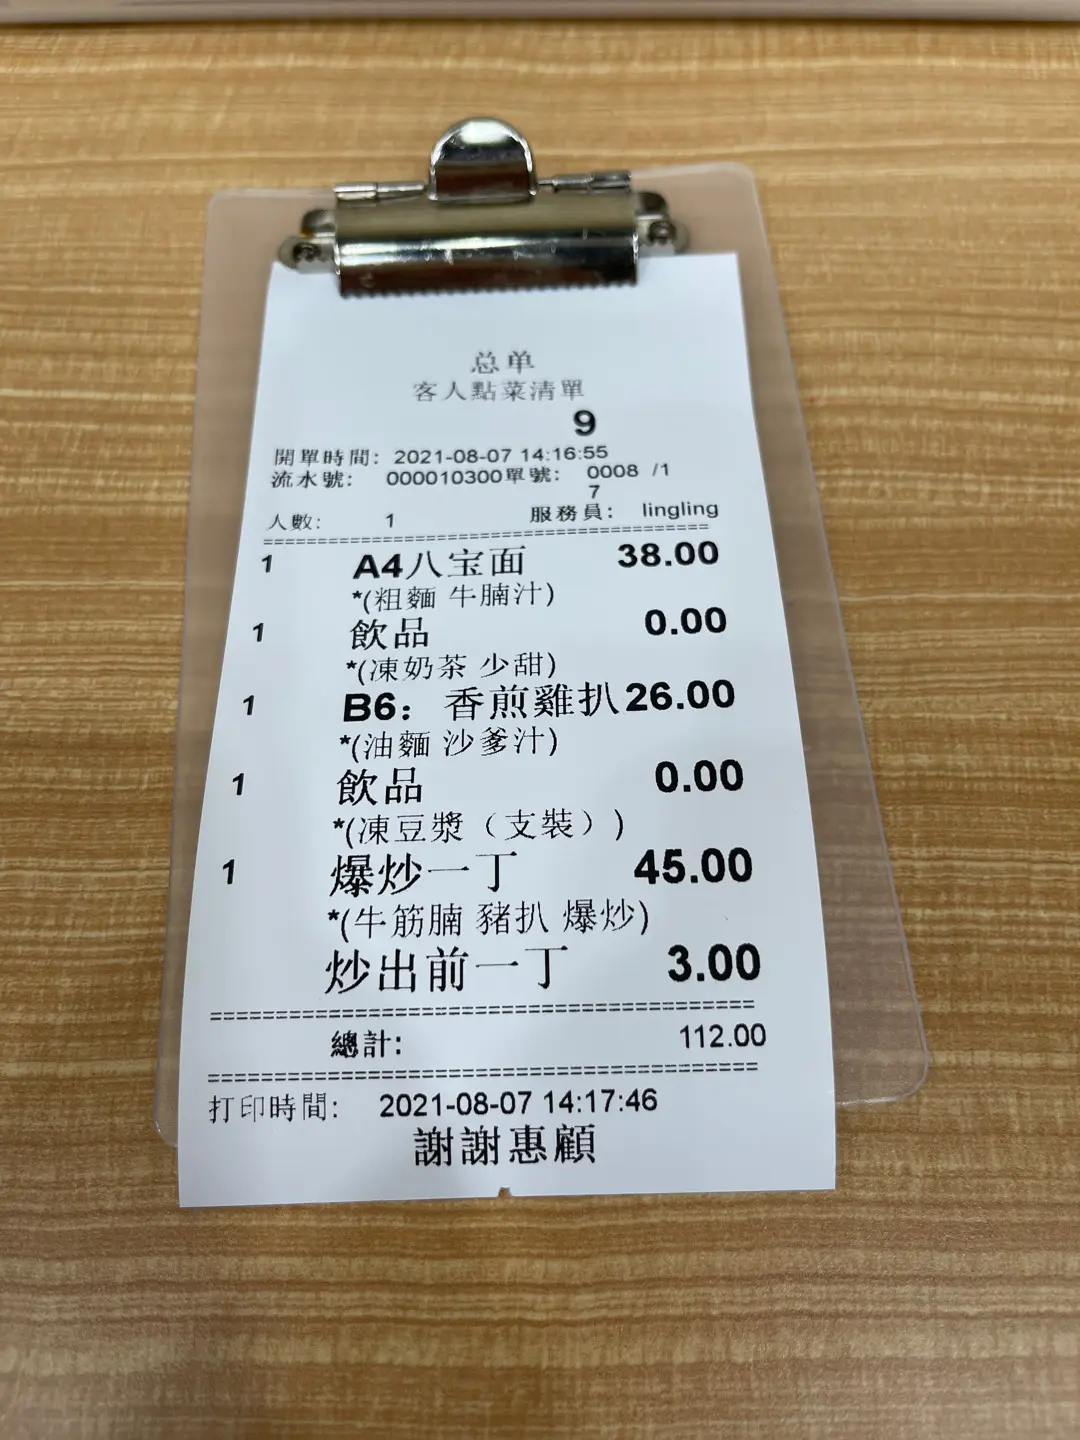 总单
客人點菜清單
9
開單時間: 2021-08-07 14:16:55
流水號: 000010300單號: 0008 /1
7
人數: 1 服務員: lingling
========================================
1 A4八宝面 38.00
*(粗麵 牛腩汁)
1 飲品 0.00
*(凍奶茶 少甜)
1 B6：香煎雞扒26.00
*(油麵 沙爹汁)
1 飲品 0.00
*(凍豆漿（支裝）)
1 爆炒一丁 45.00
*(牛筋腩 豬扒 爆炒)
炒出前一丁 3.00
========================================
總計: 112.00
========================================
打印時間: 2021-08-07 14:17:46
謝謝惠顧